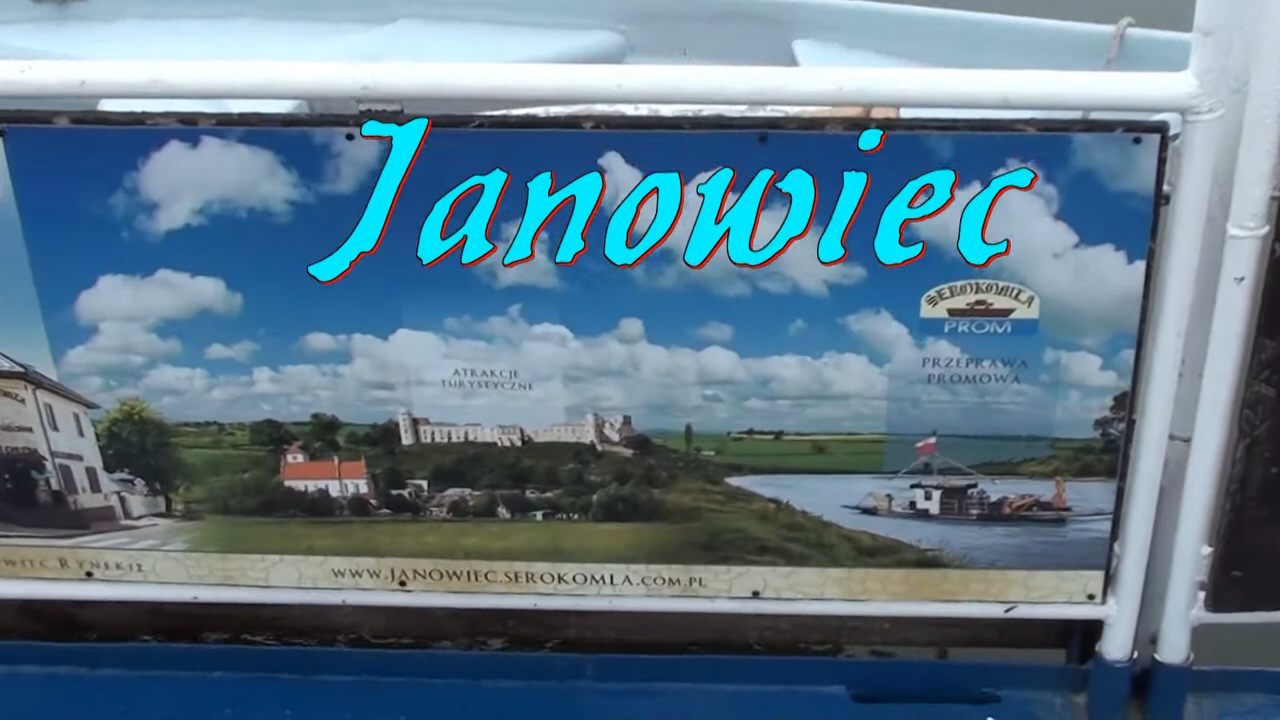 Janowiec
SEROKOMLA
PROM
PRZEPRAWA
PROMOWA
ATRAKCJE
TURYSTYCZNE
WWW.JANOWIEC.SEROKOMLA.COM.PL